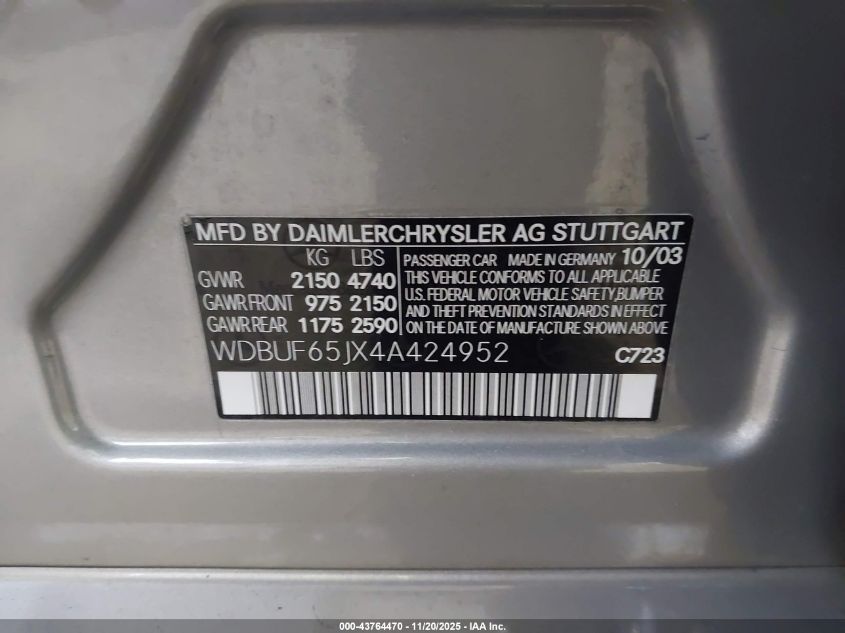 MFD BY DAIMLERCHRYSLER AG STUTTGART
KG LBS
GVWR 2150 4740
GAWR FRONT 975 2150
GAWR REAR 1175 2590
PASSENGER CAR MADE IN GERMANY 10/03
THIS VEHICLE CONFORMS TO ALL APPLICABLE
U.S. FEDERAL MOTOR VEHICLE SAFETY,BUMPER
AND THEFT PREVENTION STANDARDS IN EFFECT
ON THE DATE OF MANUFACTURE SHOWN ABOVE
WDBUF65JX4A424952
C723
000-43764470 - 11/20/2025 - IAA Inc.